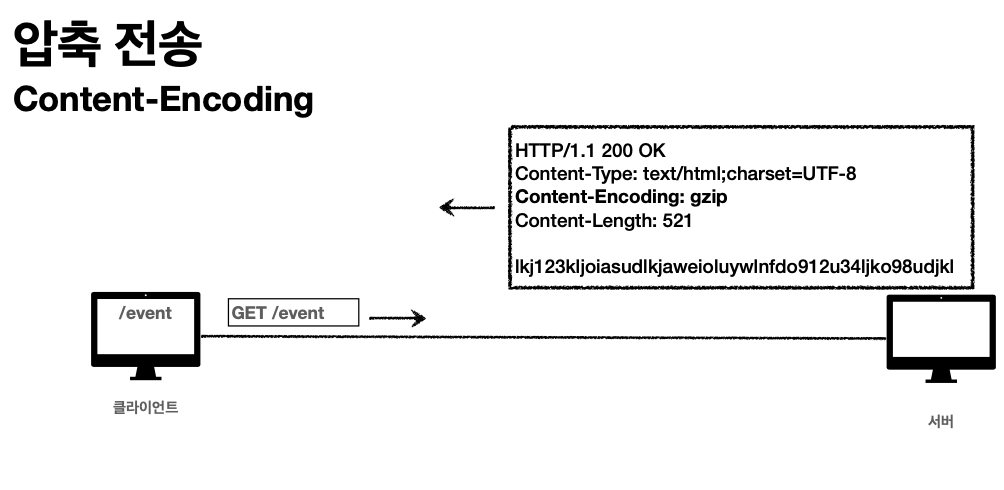 압축 전송
Content-Encoding
HTTP/1.1 200 OK
Content-Type: text/html;charset=UTF-8
Content-Encoding: gzip
Content-Length: 521
lkj123kljoiasudlkjaweioluywlnfdo912u34ljko98udjkl
/event
GET /event
클라이언트
서버